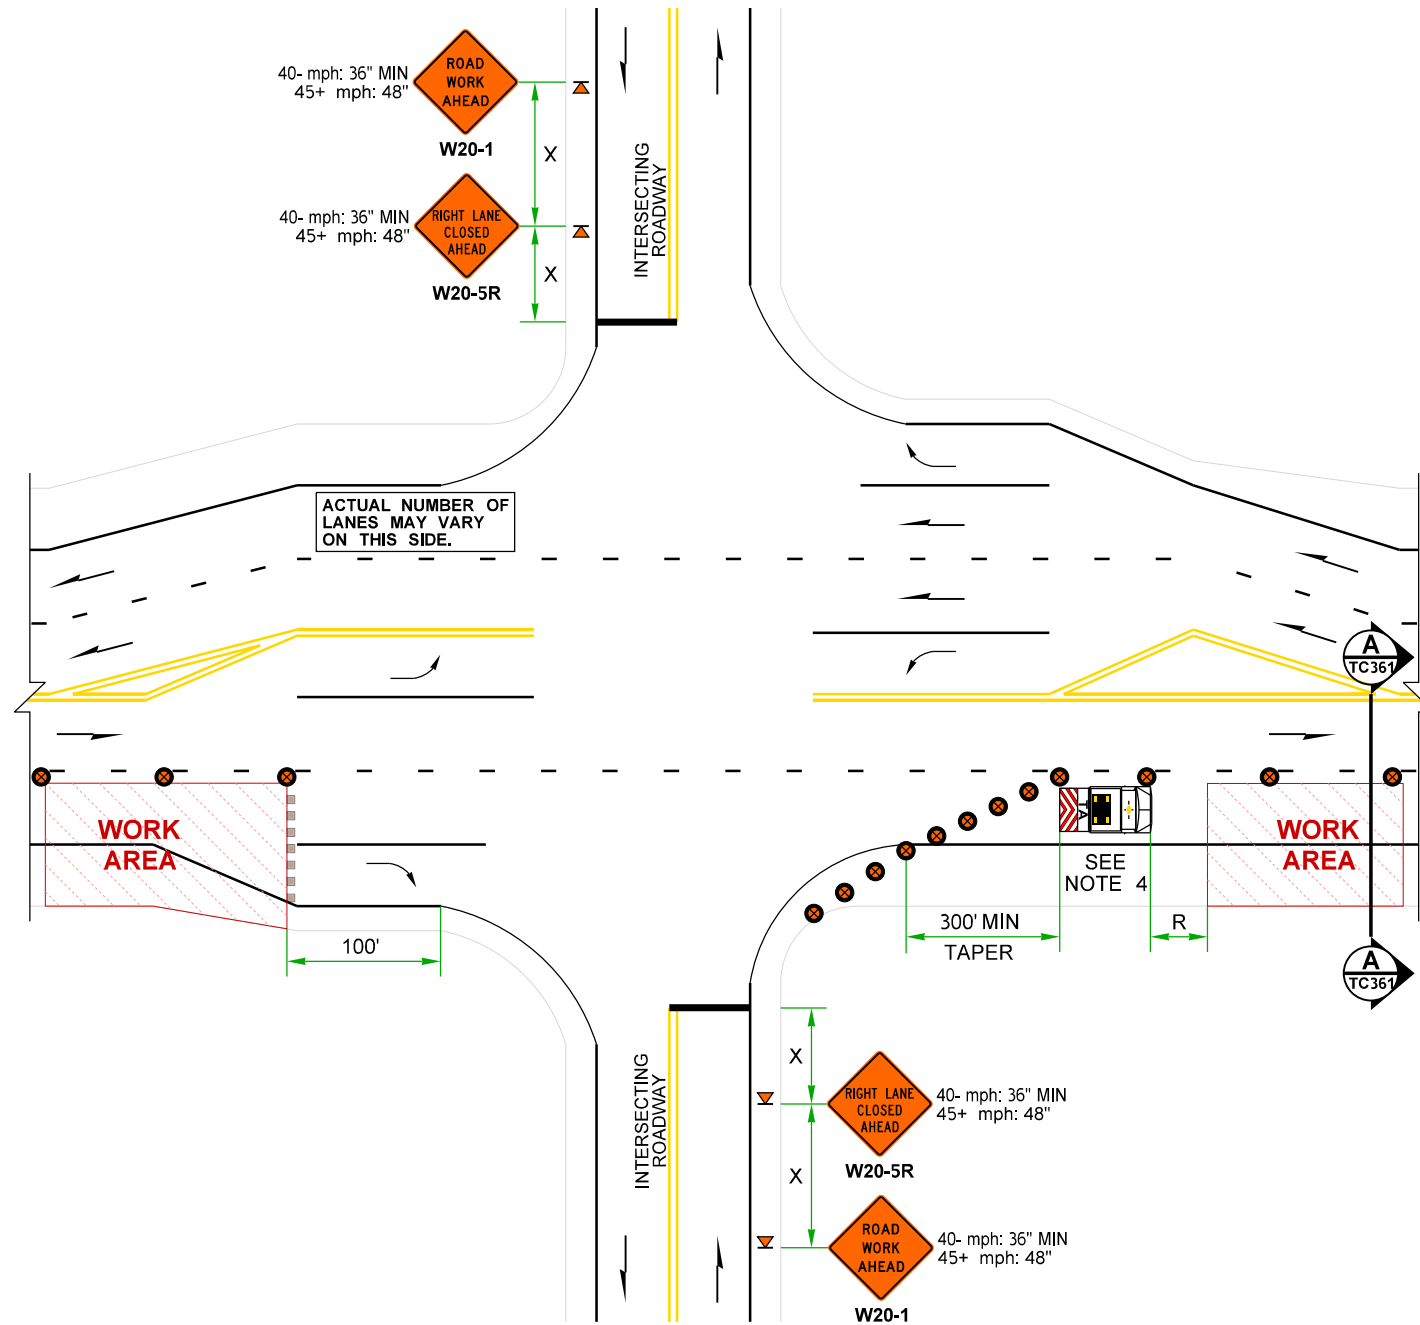 40- mph: 36" MIN
45+ mph: 48"
ROAD
WORK
AHEAD
W20-1
X
40- mph: 36" MIN
45+ mph: 48"
RIGHT LANE
CLOSED
AHEAD
W20-5R
X
INTERSECTING
ROADWAY
ACTUAL NUMBER OF
LANES MAY VARY
ON THIS SIDE.
A
TC361
WORK
AREA
100'
SEE
NOTE 4
300' MIN
TAPER
R
WORK
AREA
A
TC361
INTERSECTING
ROADWAY
X
RIGHT LANE
CLOSED
AHEAD
40- mph: 36" MIN
45+ mph: 48"
W20-5R
X
ROAD
WORK
AHEAD
40- mph: 36" MIN
45+ mph: 48"
W20-1